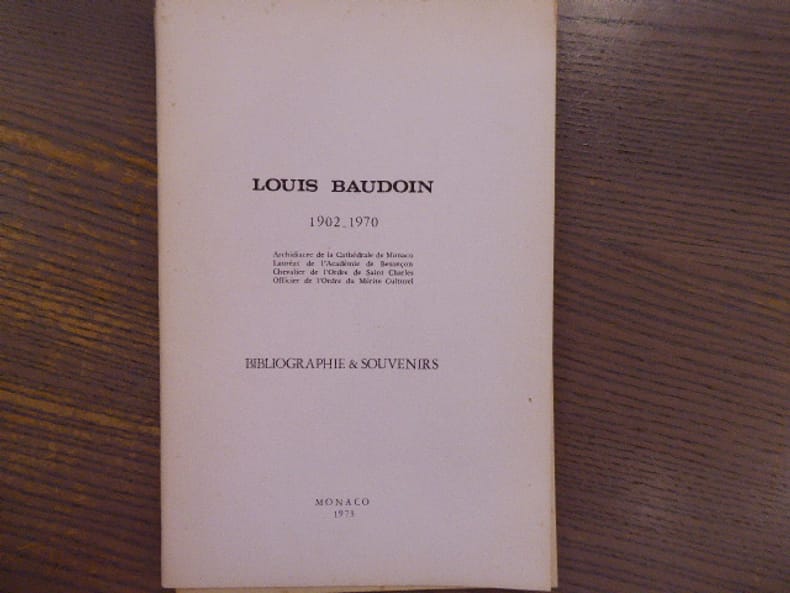 LOUIS BAUDOIN
1902_1970
Archidiacre de la Cathédrale de Monaco
Lauréat de l'Académie de Besançon
Chevalier de l'Ordre de Saint Charles
Officier de l'Ordre du Mérite Culturel
BIBLIOGRAPHIE & SOUVENIRS
MONACO
1973